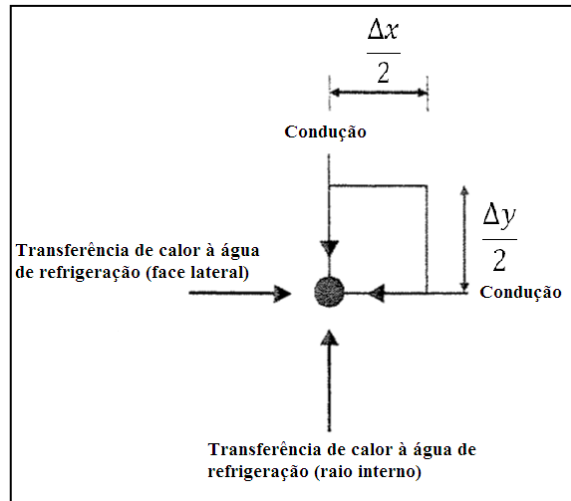 Δx
2
Condução
Δy
2
Transferência de calor à água
de refrigeração (face lateral)
Condução
Transferência de calor à água de
refrigeração (raio interno)